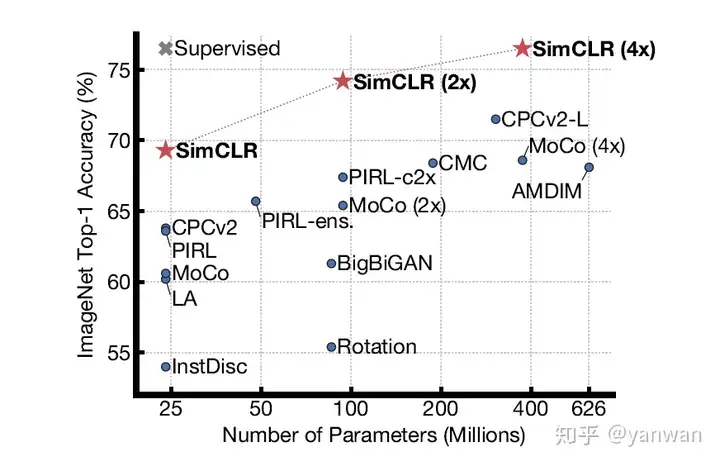 Supervised
SimCLR (4x)
75
SimCLR (2x)
CPCv2-L
70
SimCLR
MoCo (4x)
CMC
PIRL-c2x
AMDIM
65
MoCo (2x)
PIRL-ens.
CPCv2
PIRL
BigBiGAN
60
MoCo
LA
55
Rotation
InstDisc
25 50 100 200 400 626
Number of Parameters (Millions)
ImageNet Top-1 Accuracy (%)
知乎 @yanwan